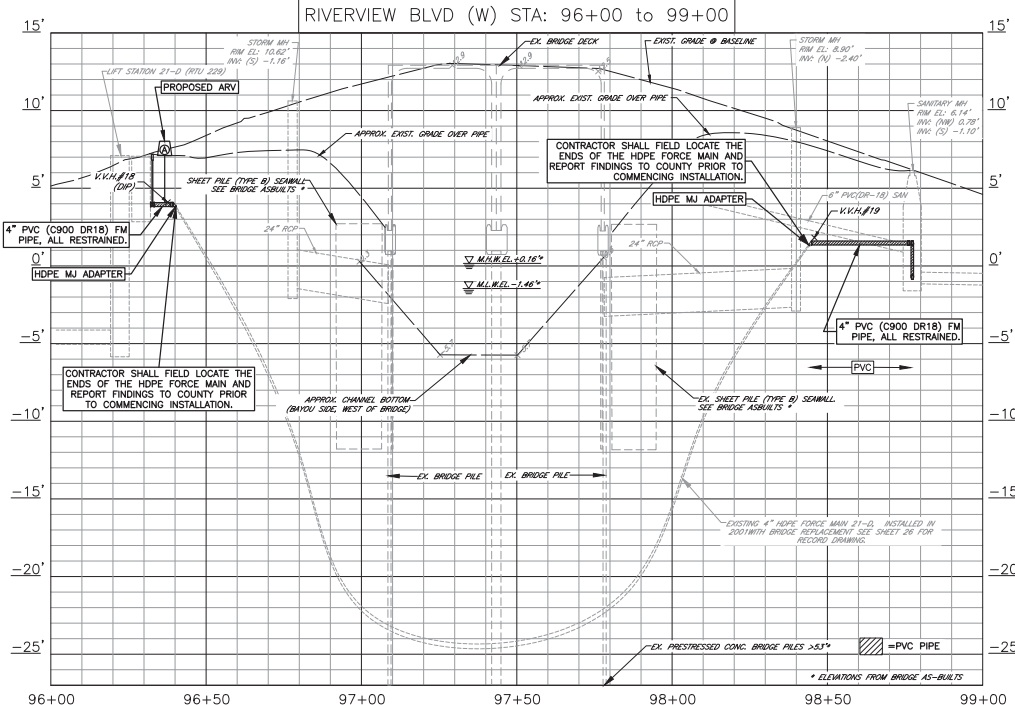 RIVERVIEW BLVD (W) STA: 96+00 to 99+00
15'
10'
5'
0'
-5'
-10'
-15'
-20'
-25'
15'
10'
5'
0'
-5'
-10'
-15'
-20'
-25'
STORM MH
RIM EL: 10.62'
INV: (S) -1.16'
LIFT STATION 21-D (RTU 229)
PROPOSED ARV
A
V.V.H.#18
(DIP)
4" PVC (C900 DR18) FM
PIPE, ALL RESTRAINED.
HDPE MJ ADAPTER
CONTRACTOR SHALL FIELD LOCATE THE
ENDS OF THE HDPE FORCE MAIN AND
REPORT FINDINGS TO COUNTY PRIOR
TO COMMENCING INSTALLATION.
APPROX. EXIST. GRADE OVER PIPE
SHEET PILE (TYPE B) SEAWALL
SEE BRIDGE ASBUILTS *
24" RCP
EX. BRIDGE DECK
EXIST. GRADE @ BASELINE
12.9
12.9
APPROX. EXIST. GRADE OVER PIPE
STORM MH
RIM EL: 8.90'
INV: (N) -2.40'
SANITARY MH
RIM EL: 6.14'
INV: (NW) 0.78'
INV: (S) -1.10'
CONTRACTOR SHALL FIELD LOCATE THE
ENDS OF THE HDPE FORCE MAIN AND
REPORT FINDINGS TO COUNTY PRIOR TO
COMMENCING INSTALLATION.
HDPE MJ ADAPTER
6" PVC(DR-18) SAN
V.V.H.#19
24" RCP
M.H.W.EL.+0.16'*
M.L.W.EL.-1.46'*
-5.7
-5.7
4" PVC (C900 DR18) FM
PIPE, ALL RESTRAINED.
PVC
APPROX. CHANNEL BOTTOM
(BAYOU SIDE, WEST OF BRIDGE)
EX. SHEET PILE (TYPE B) SEAWALL
SEE BRIDGE ASBUILTS *
EX. BRIDGE PILE
EX. BRIDGE PILE
EXISTING 4" HDPE FORCE MAIN 21-D, INSTALLED IN
2001WITH BRIDGE REPLACEMENT SEE SHEET 26 FOR
RECORD DRAWING.
EX. PRESTRESSED CONC. BRIDGE PILES >53'*
=PVC PIPE
* ELEVATIONS FROM BRIDGE AS-BUILTS
96+00
96+50
97+00
97+50
98+00
98+50
99+00